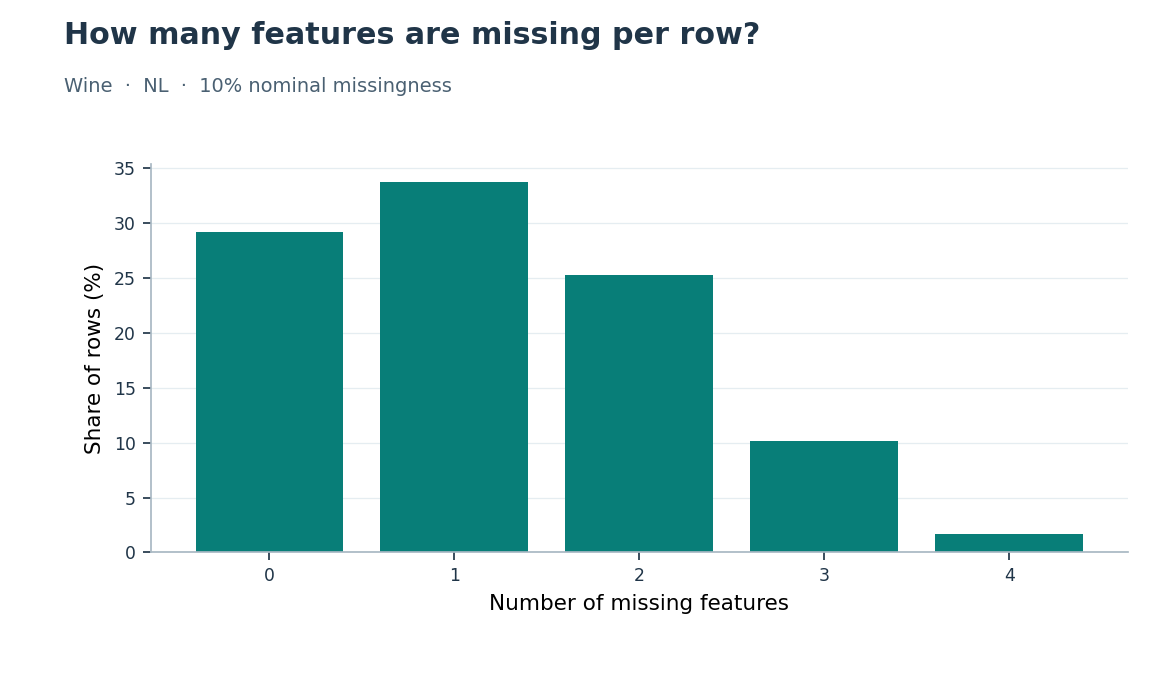 How many features are missing per row?
Wine · NL · 10% nominal missingness
Share of rows (%)
35
30
25
20
15
10
5
0
0 1 2 3 4
Number of missing features